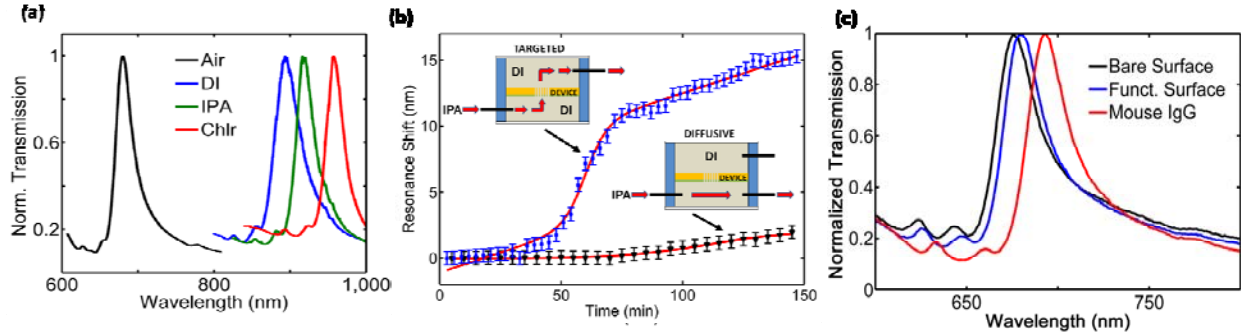 (a)
Norm. Transmission
1
0.6
0.2
Air
DI
IPA
Chlr
600
800
1,000
Wavelength (nm)
(b)
Resonance Shift (nm)
15
10
5
0
TARGETED
DI
DEVICE
IPA
DI
DIFFUSIVE
DI
DEVICE
IPA
0
50
100
150
Time (min)
(c)
Normalized Transmission
1
0.8
0.6
0.4
0.2
0
Bare Surface
Funct. Surface
Mouse IgG
650
750
Wavelength (nm)